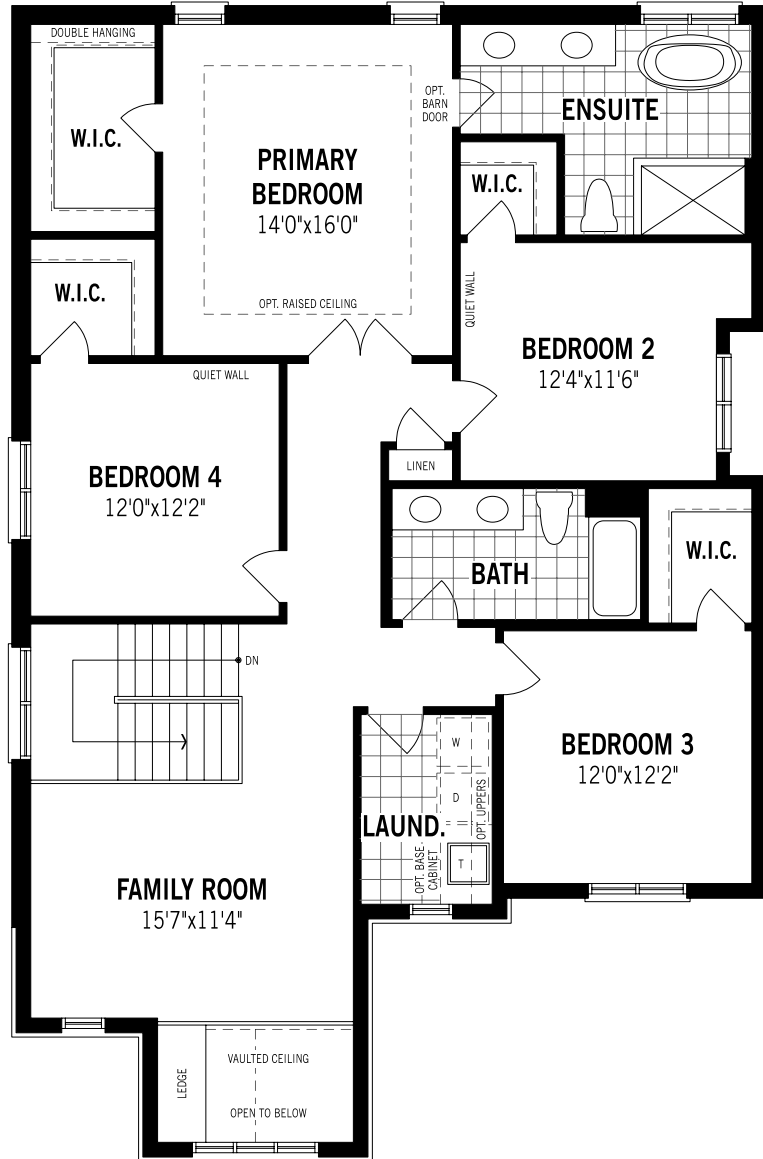 DOUBLE HANGING
W.I.C.
PRIMARY
BEDROOM
14'0"x16'0"
OPT. RAISED CEILING
OPT.
BARN
DOOR
ENSUITE
W.I.C.
W.I.C.
QUIET WALL
BEDROOM 2
12'4"x11'6"
QUIET WALL
BEDROOM 4
12'0"x12'2"
LINEN
BATH
W.I.C.
DN
BEDROOM 3
12'0"x12'2"
W
D
OPT. UPPERS
LAUND.
OPT. BASE
CABINET
T
FAMILY ROOM
15'7"x11'4"
LEDGE
VAULTED CEILING
OPEN TO BELOW